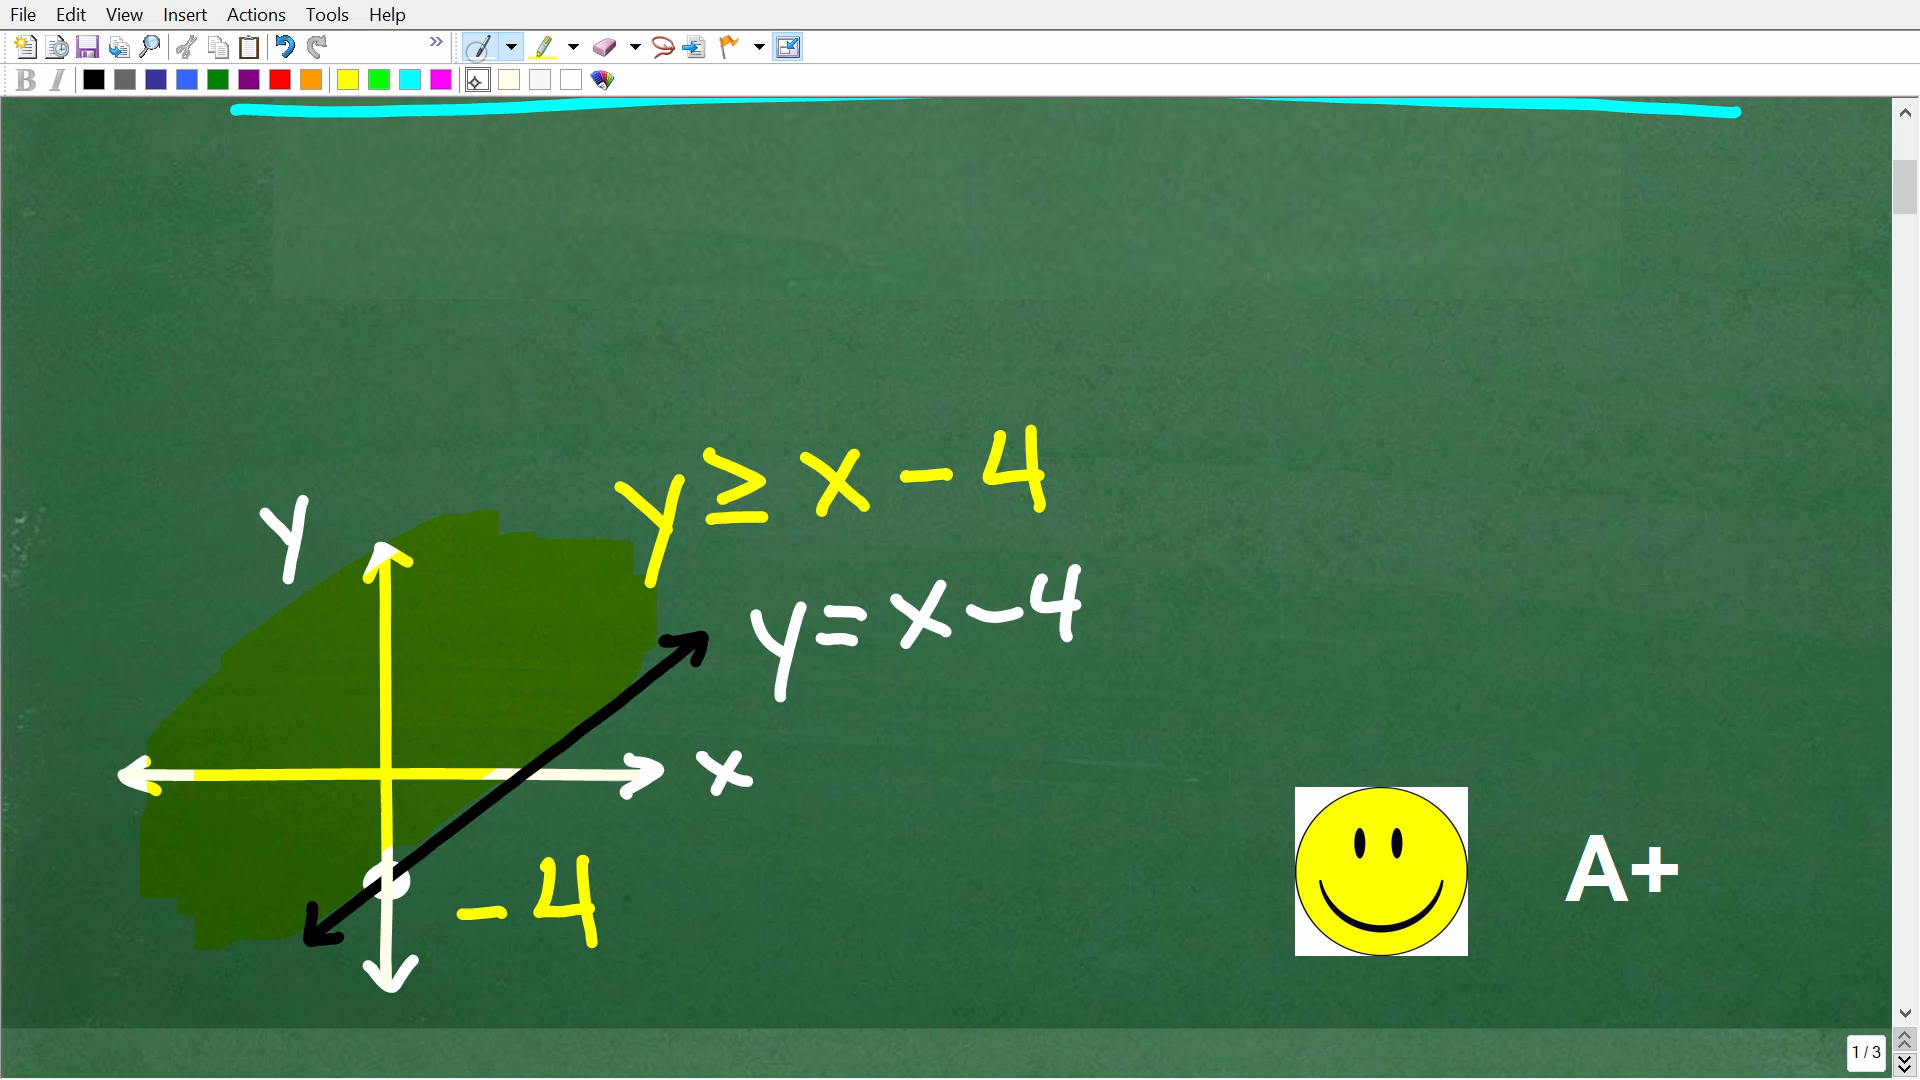 File Edit View Insert Actions Tools Help
B I
y ≥ x - 4
y
y = x - 4
x
- 4
A+
1 / 3